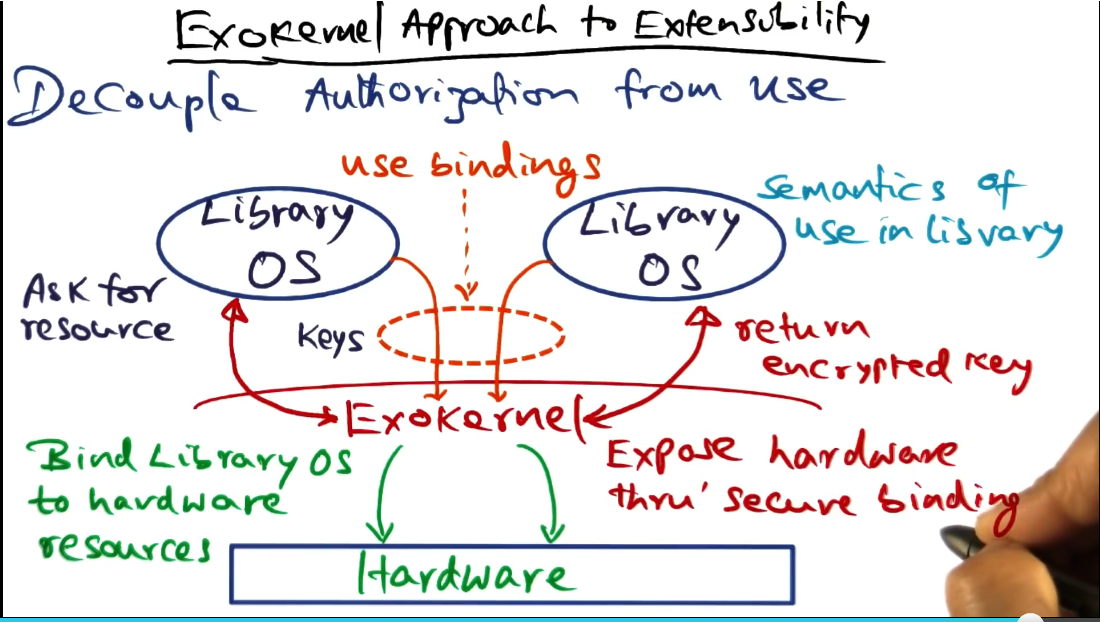 Exokernel Approach to Extensibility
Decouple Authorization from use
use bindings
Library
OS
Library
OS
semantics of
use in Library
Ask for
resource
Keys
return
encrypted key
Exokernel
Bind Library OS
to hardware
resources
Expose hardware
thru' secure binding
Hardware